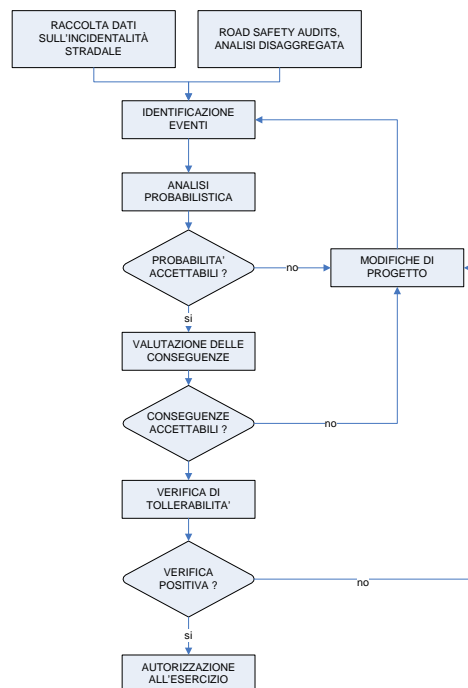 RACCOLTA DATI
SULL'INCIDENTALITÀ
STRADALE
ROAD SAFETY AUDITS,
ANALISI DISAGGREGATA
IDENTIFICAZIONE
EVENTI
ANALISI
PROBABILISTICA
PROBABILITA'
ACCETTABILI ?
no
MODIFICHE DI
PROGETTO
si
VALUTAZIONE DELLE
CONSEGUENZE
CONSEGUENZE
ACCETTABILI ?
no
VERIFICA DI
TOLLERABILITA'
VERIFICA
POSITIVA ?
no
si
AUTORIZZAZIONE
ALL'ESERCIZIO